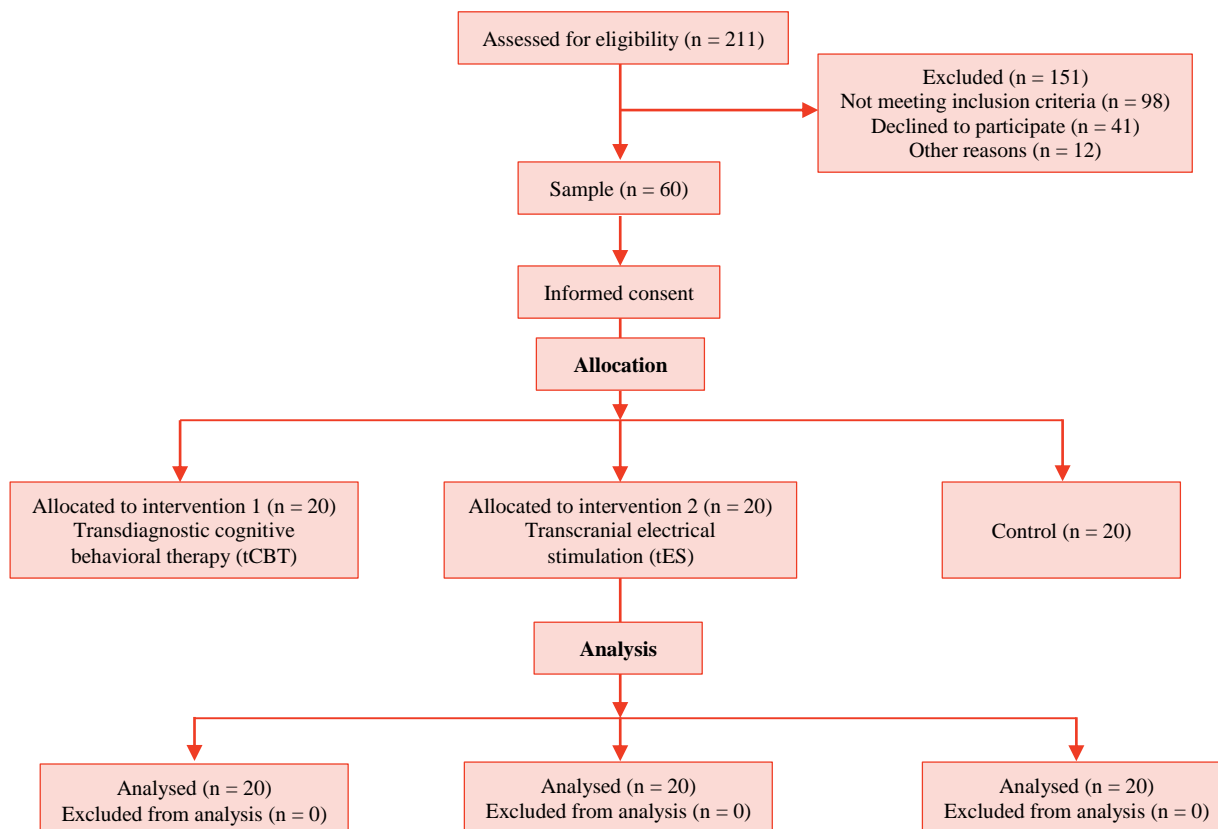 Assessed for eligibility (n = 211)
Excluded (n = 151)
Not meeting inclusion criteria (n = 98)
Declined to participate (n = 41)
Other reasons (n = 12)
Sample (n = 60)
Informed consent
Allocation
Allocated to intervention 1 (n = 20)
Transdiagnostic cognitive
behavioral therapy (tCBT)
Allocated to intervention 2 (n = 20)
Transcranial electrical
stimulation (tES)
Control (n = 20)
Analysis
Analysed (n = 20)
Excluded from analysis (n = 0)
Analysed (n = 20)
Excluded from analysis (n = 0)
Analysed (n = 20)
Excluded from analysis (n = 0)